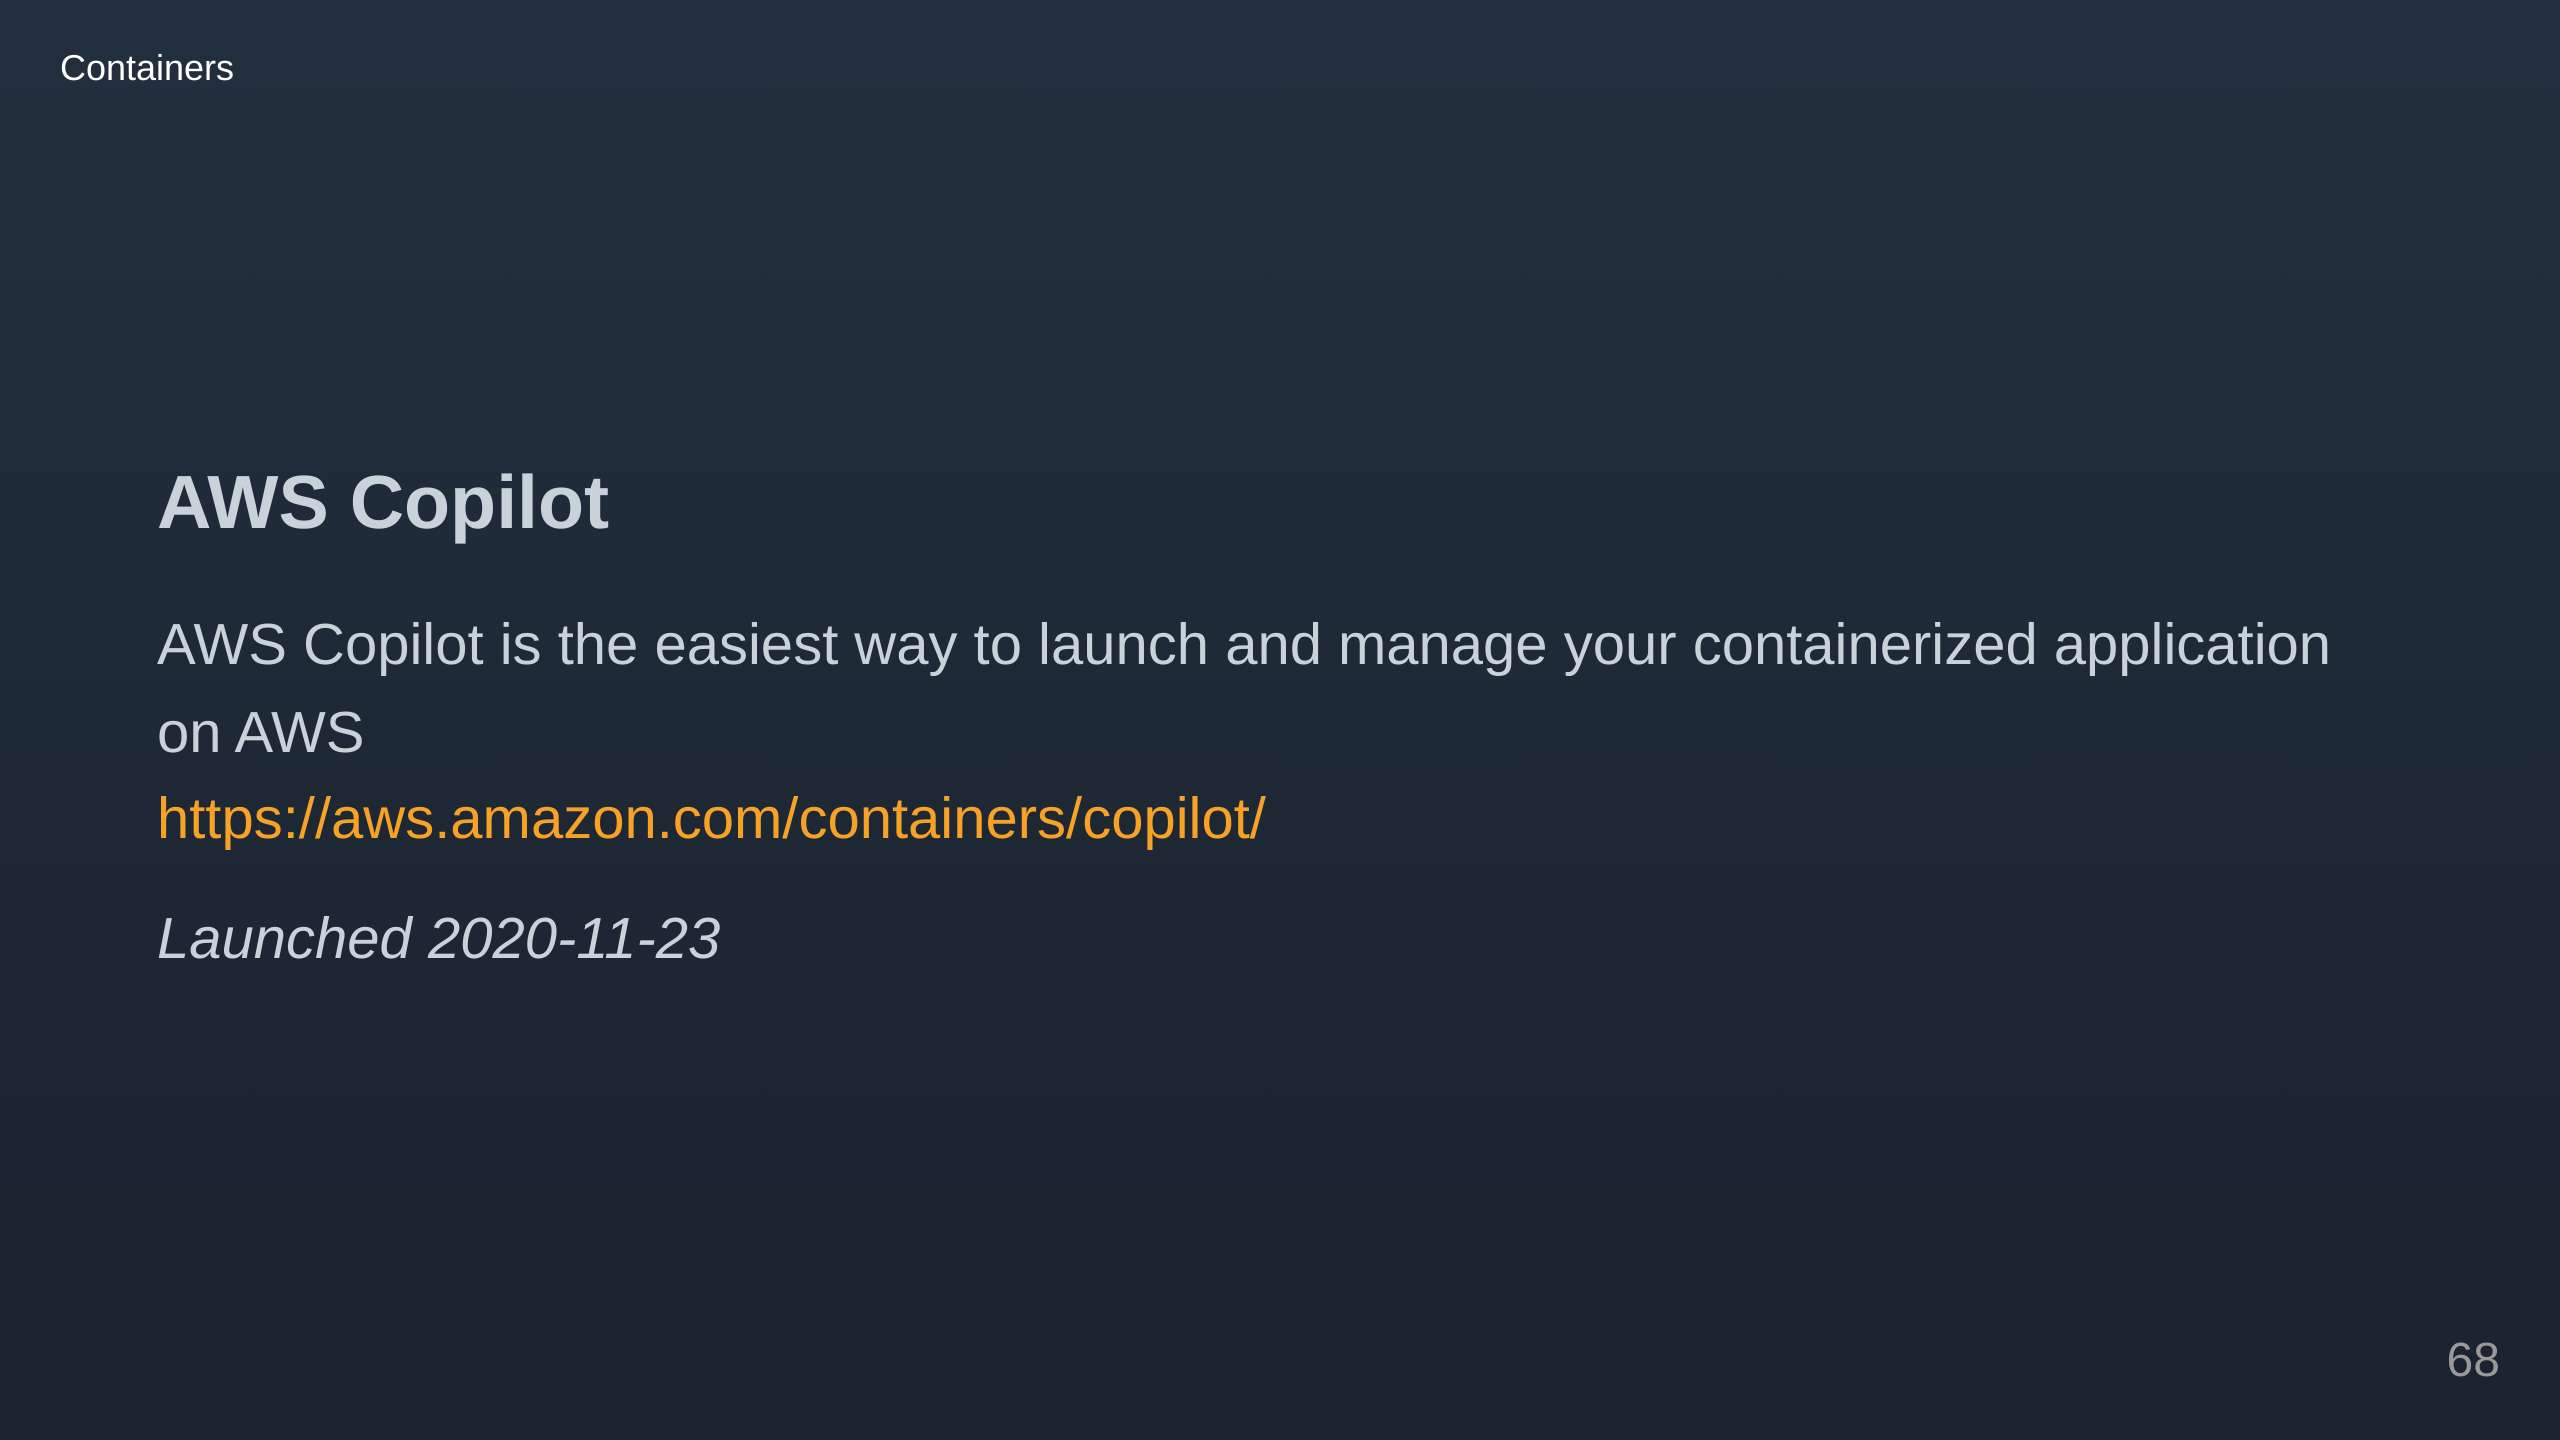 Containers
AWS Copilot
AWS Copilot is the easiest way to launch and manage your containerized application
on AWS
https://aws.amazon.com/containers/copilot/
Launched 2020-11-23
68